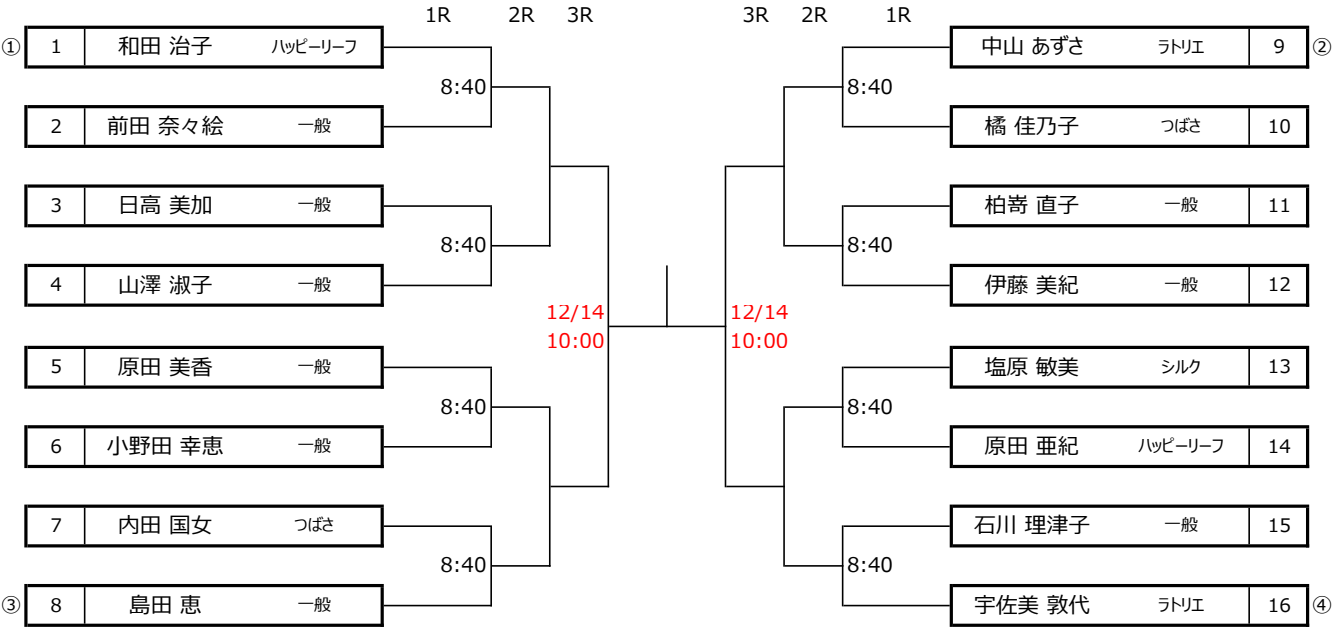 1R 2R 3R 3R 2R 1R
① 1 和田 治子 ハッピーリーフ 中山 あずさ ラトリエ 9 ②
8:40 8:40
2 前田 奈々絵 一般 橘 佳乃子 つばさ 10
3 日高 美加 一般 柏嵜 直子 一般 11
8:40 8:40
4 山澤 淑子 一般 伊藤 美紀 一般 12
12/14 12/14
10:00 10:00
5 原田 美香 一般 塩原 敏美 シルク 13
8:40 8:40
6 小野田 幸恵 一般 原田 亜紀 ハッピーリーフ 14
7 内田 国女 つばさ 石川 理津子 一般 15
8:40 8:40
③ 8 島田 恵 一般 宇佐美 敦代 ラトリエ 16 ④